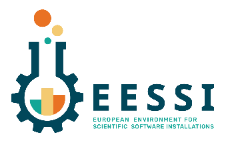 EESSI
EUROPEAN ENVIRONMENT FOR
SCIENTIFIC SOFTWARE INSTALLATIONS